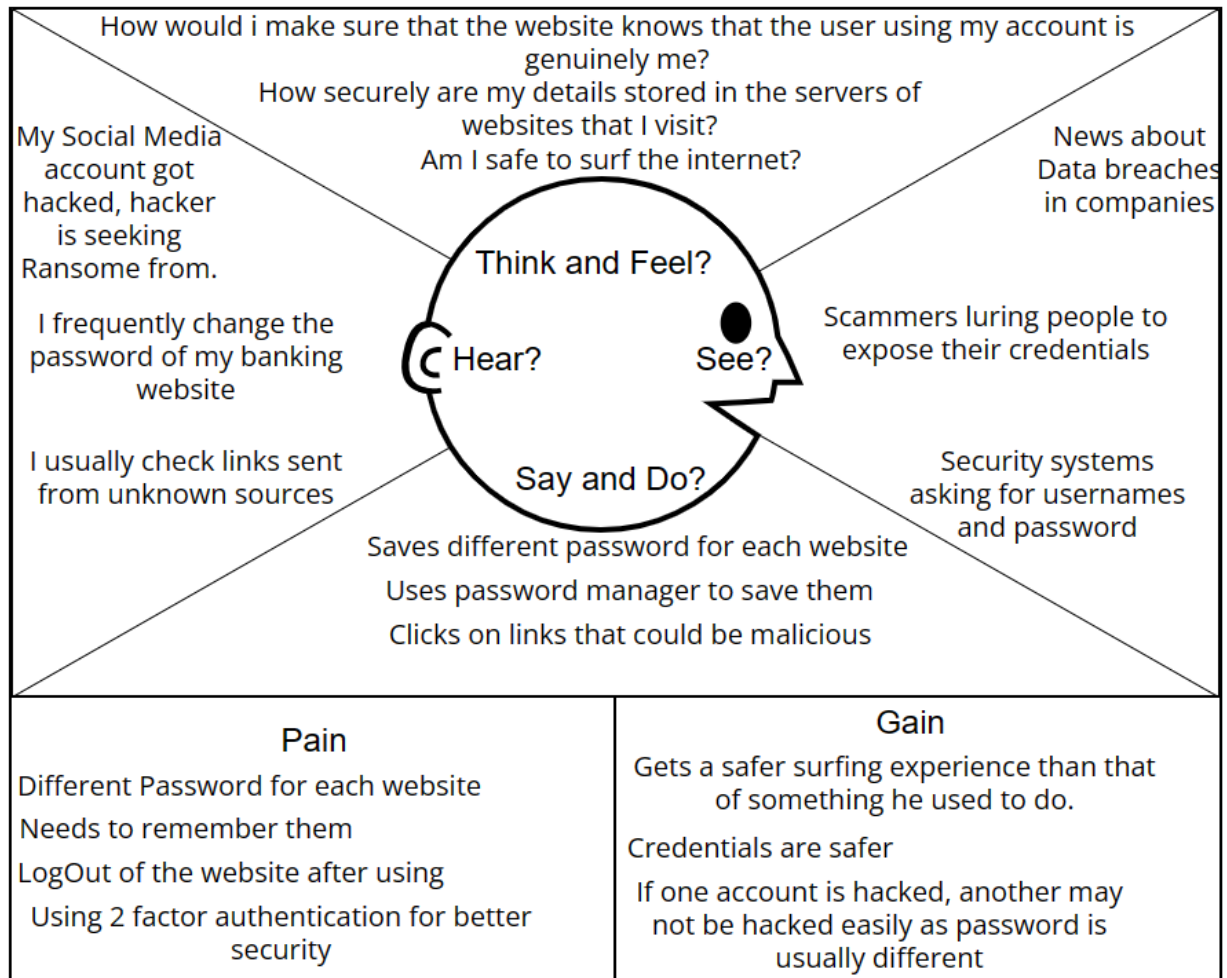 How would i make sure that the website knows that the user using my account is
genuinely me?
How securely are my details stored in the servers of
websites that I visit?
Am I safe to surf the internet?
My Social Media
account got
hacked, hacker
is seeking
Ransome from.
I frequently change the
password of my banking
website
I usually check links sent
from unknown sources
Think and Feel?
Hear?
See?
Say and Do?
News about
Data breaches
in companies
Scammers luring people to
expose their credentials
Security systems
asking for usernames
and password
Saves different password for each website
Uses password manager to save them
Clicks on links that could be malicious
Pain
Different Password for each website
Needs to remember them
LogOut of the website after using
Using 2 factor authentication for better
security
Gain
Gets a safer surfing experience than that
of something he used to do.
Credentials are safer
If one account is hacked, another may
not be hacked easily as password is
usually different